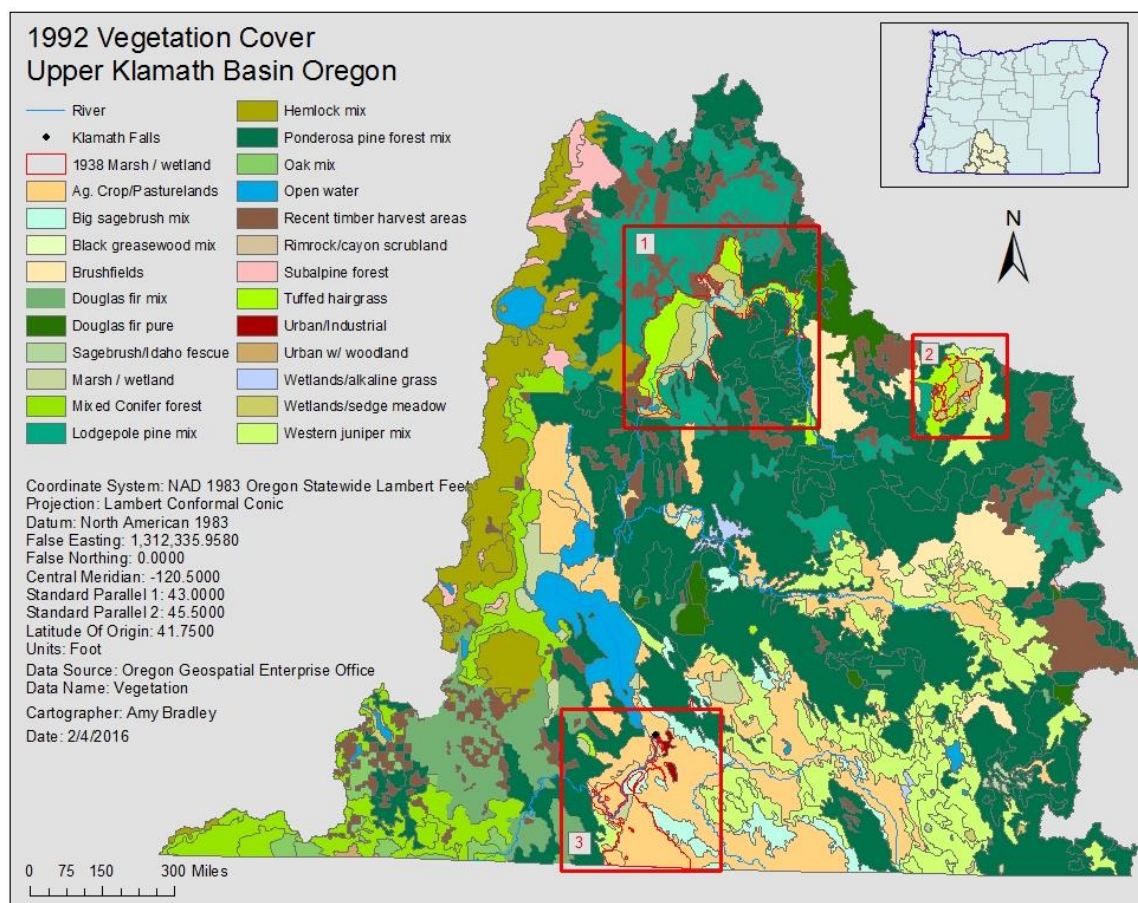 1992 Vegetation Cover
Upper Klamath Basin Oregon
River
Klamath Falls
1938 Marsh / wetland
Ag. Crop/Pasturelands
Big sagebrush mix
Black greasewood mix
Brushfields
Douglas fir mix
Douglas fir pure
Sagebrush/Idaho fescue
Marsh / wetland
Mixed Conifer forest
Lodgepole pine mix
Hemlock mix
Ponderosa pine forest mix
Oak mix
Open water
Recent timber harvest areas
Rimrock/cayon scrubland
Subalpine forest
Tuffed hairgrass
Urban/Industrial
Urban w/ woodland
Wetlands/alkaline grass
Wetlands/sedge meadow
Western juniper mix
N
1
2
3
Coordinate System: NAD 1983 Oregon Statewide Lambert Feet
Projection: Lambert Conformal Conic
Datum: North American 1983
False Easting: 1,312,335.9580
False Northing: 0.0000
Central Meridian: -120.5000
Standard Parallel 1: 43.0000
Standard Parallel 2: 45.5000
Latitude Of Origin: 41.7500
Units: Foot
Data Source: Oregon Geospatial Enterprise Office
Data Name: Vegetation
Cartographer: Amy Bradley
Date: 2/4/2016
0 75 150 300 Miles